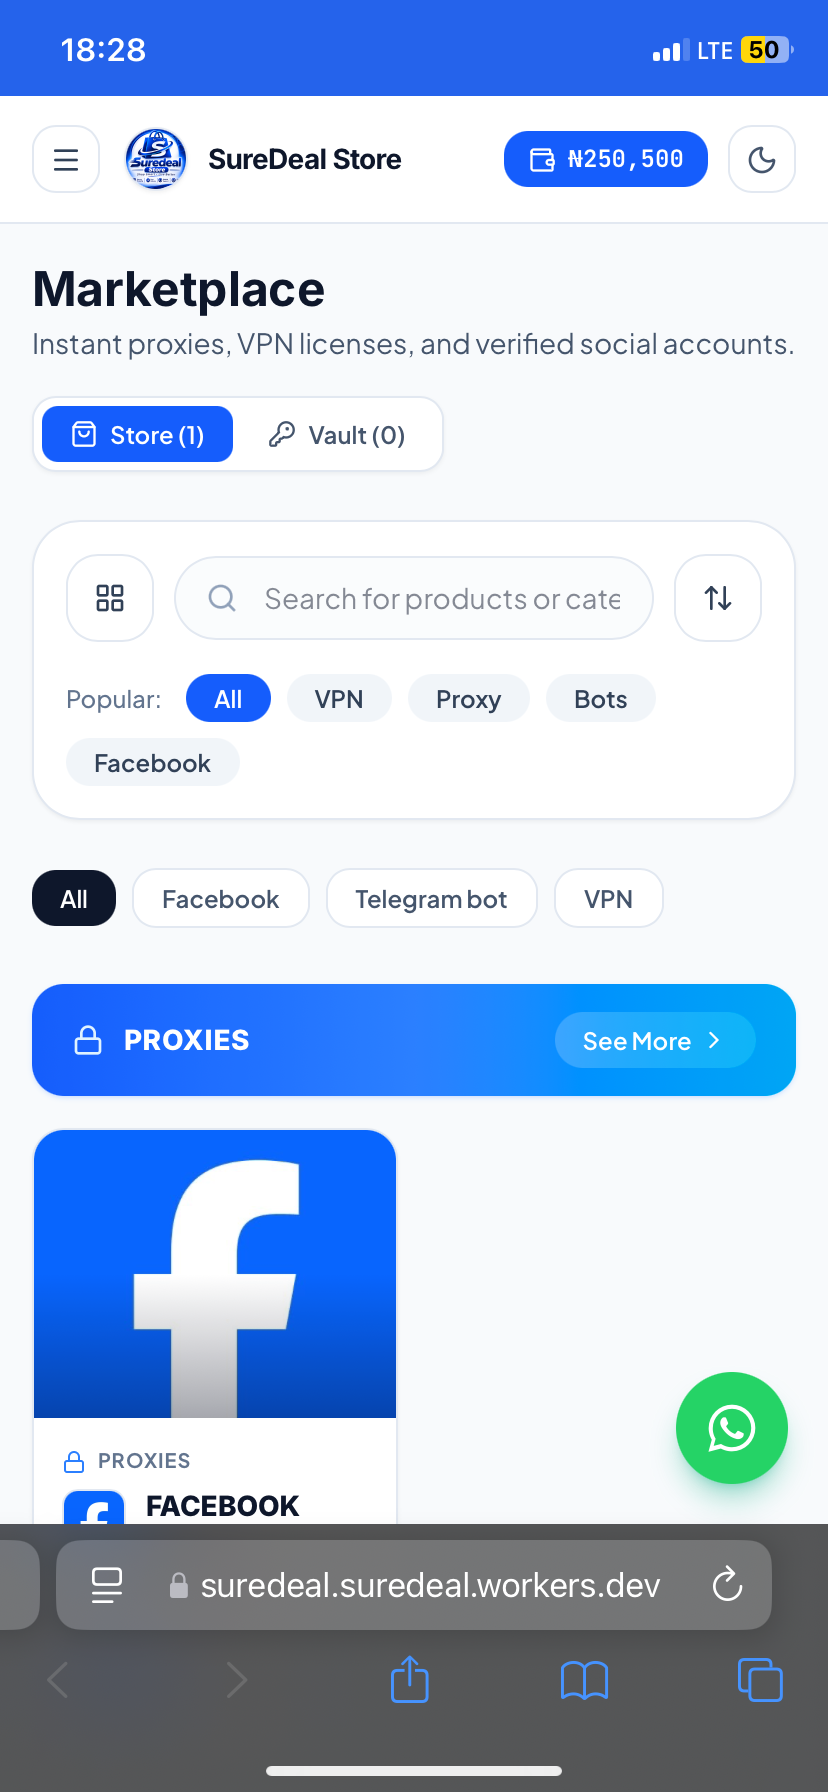 18:28
LTE 50
Suredeal
Store
SureDeal Store
₦250,500
Marketplace
Instant proxies, VPN licenses, and verified social accounts.
Store (1)
Vault (0)
Search for products or cate
Popular:
All
VPN
Proxy
Bots
Facebook
All
Facebook
Telegram bot
VPN
PROXIES
See More
PROXIES
FACEBOOK
suredeal.suredeal.workers.dev